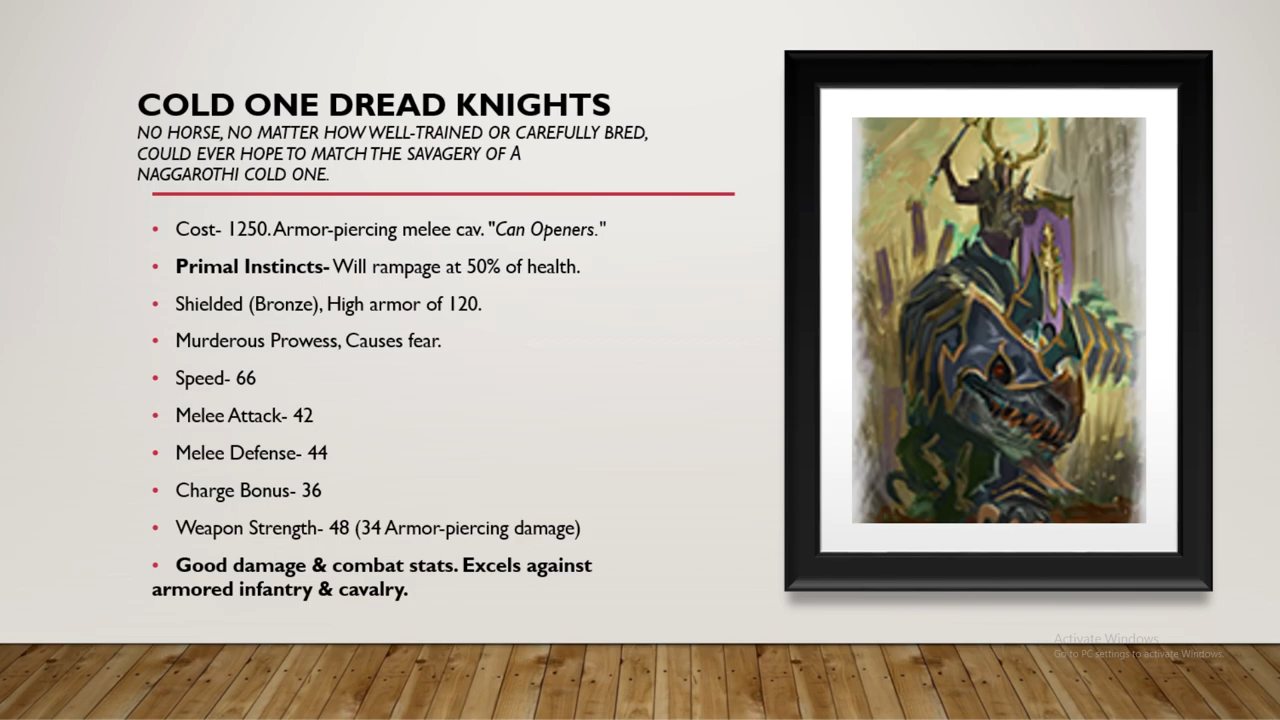 COLD ONE DREAD KNIGHTS
NO HORSE, NO MATTER HOW WELL-TRAINED OR CAREFULLY BRED,
COULD EVER HOPE TO MATCH THE SAVAGERY OF A
NAGGAROTHI COLD ONE.
• Cost- 1250. Armor-piercing melee cav. "Can Openers."
• Primal Instincts- Will rampage at 50% of health.
• Shielded (Bronze), High armor of 120.
• Murderous Prowess, Causes fear.
• Speed- 66
• Melee Attack- 42
• Melee Defense- 44
• Charge Bonus- 36
• Weapon Strength- 48 (34 Armor-piercing damage)
• Good damage & combat stats. Excels against
armored infantry & cavalry.
Activate Windows
Go to PC settings to activate Windows.